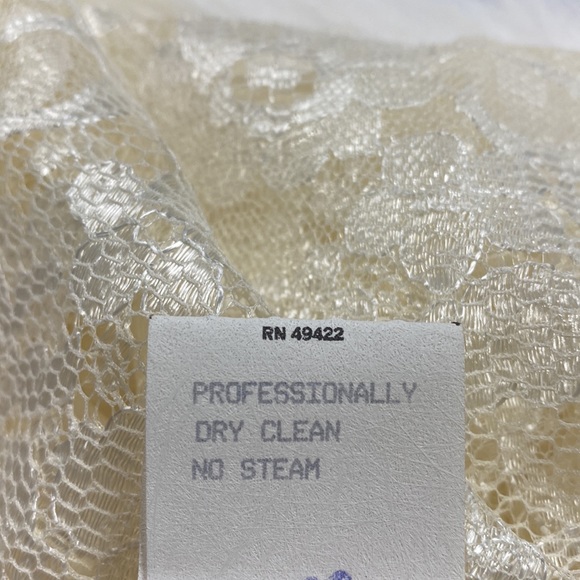 RN 49422
PROFESSIONALLY
DRY CLEAN
NO STEAM